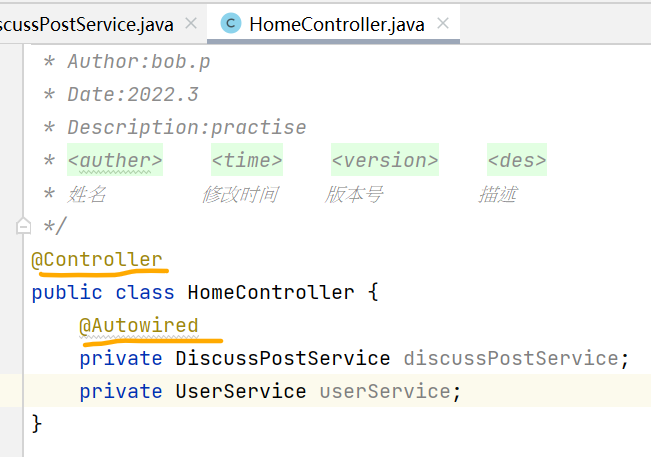 scussPostService.java HomeController.java
* Author:bob.p
* Date:2022.3
* Description:practise
* <auther> <time> <version> <des>
* 姓名 修改时间 版本号 描述
*/
@Controller
public class HomeController {
@Autowired
private DiscussPostService discussPostService;
private UserService userService;
}